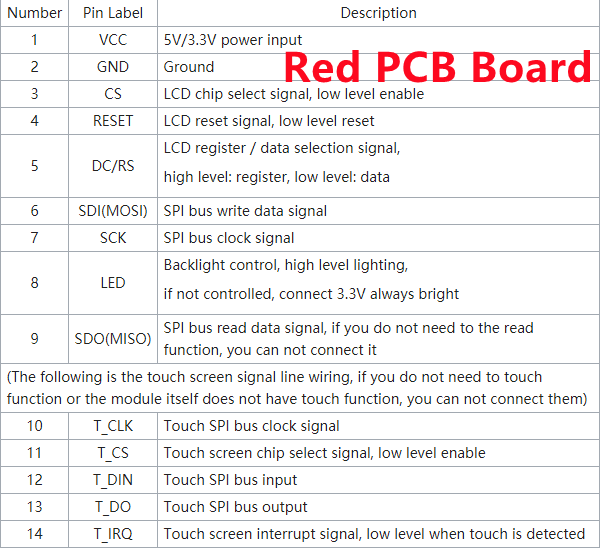 Number Pin Label Description
1 VCC 5V/3.3V power input
Red PCB Board
2 GND Ground
3 CS LCD chip select signal, low level enable
4 RESET LCD reset signal, low level reset
5 DC/RS LCD register / data selection signal,
high level: register, low level: data
6 SDI(MOSI) SPI bus write data signal
7 SCK SPI bus clock signal
8 LED Backlight control, high level lighting,
if not controlled, connect 3.3V always bright
9 SDO(MISO) SPI bus read data signal, if you do not need to the read
function, you can not connect it
(The following is the touch screen signal line wiring, if you do not need to touch
function or the module itself does not have touch function, you can not connect them)
10 T_CLK Touch SPI bus clock signal
11 T_CS Touch screen chip select signal, low level enable
12 T_DIN Touch SPI bus input
13 T_DO Touch SPI bus output
14 T_IRQ Touch screen interrupt signal, low level when touch is detected